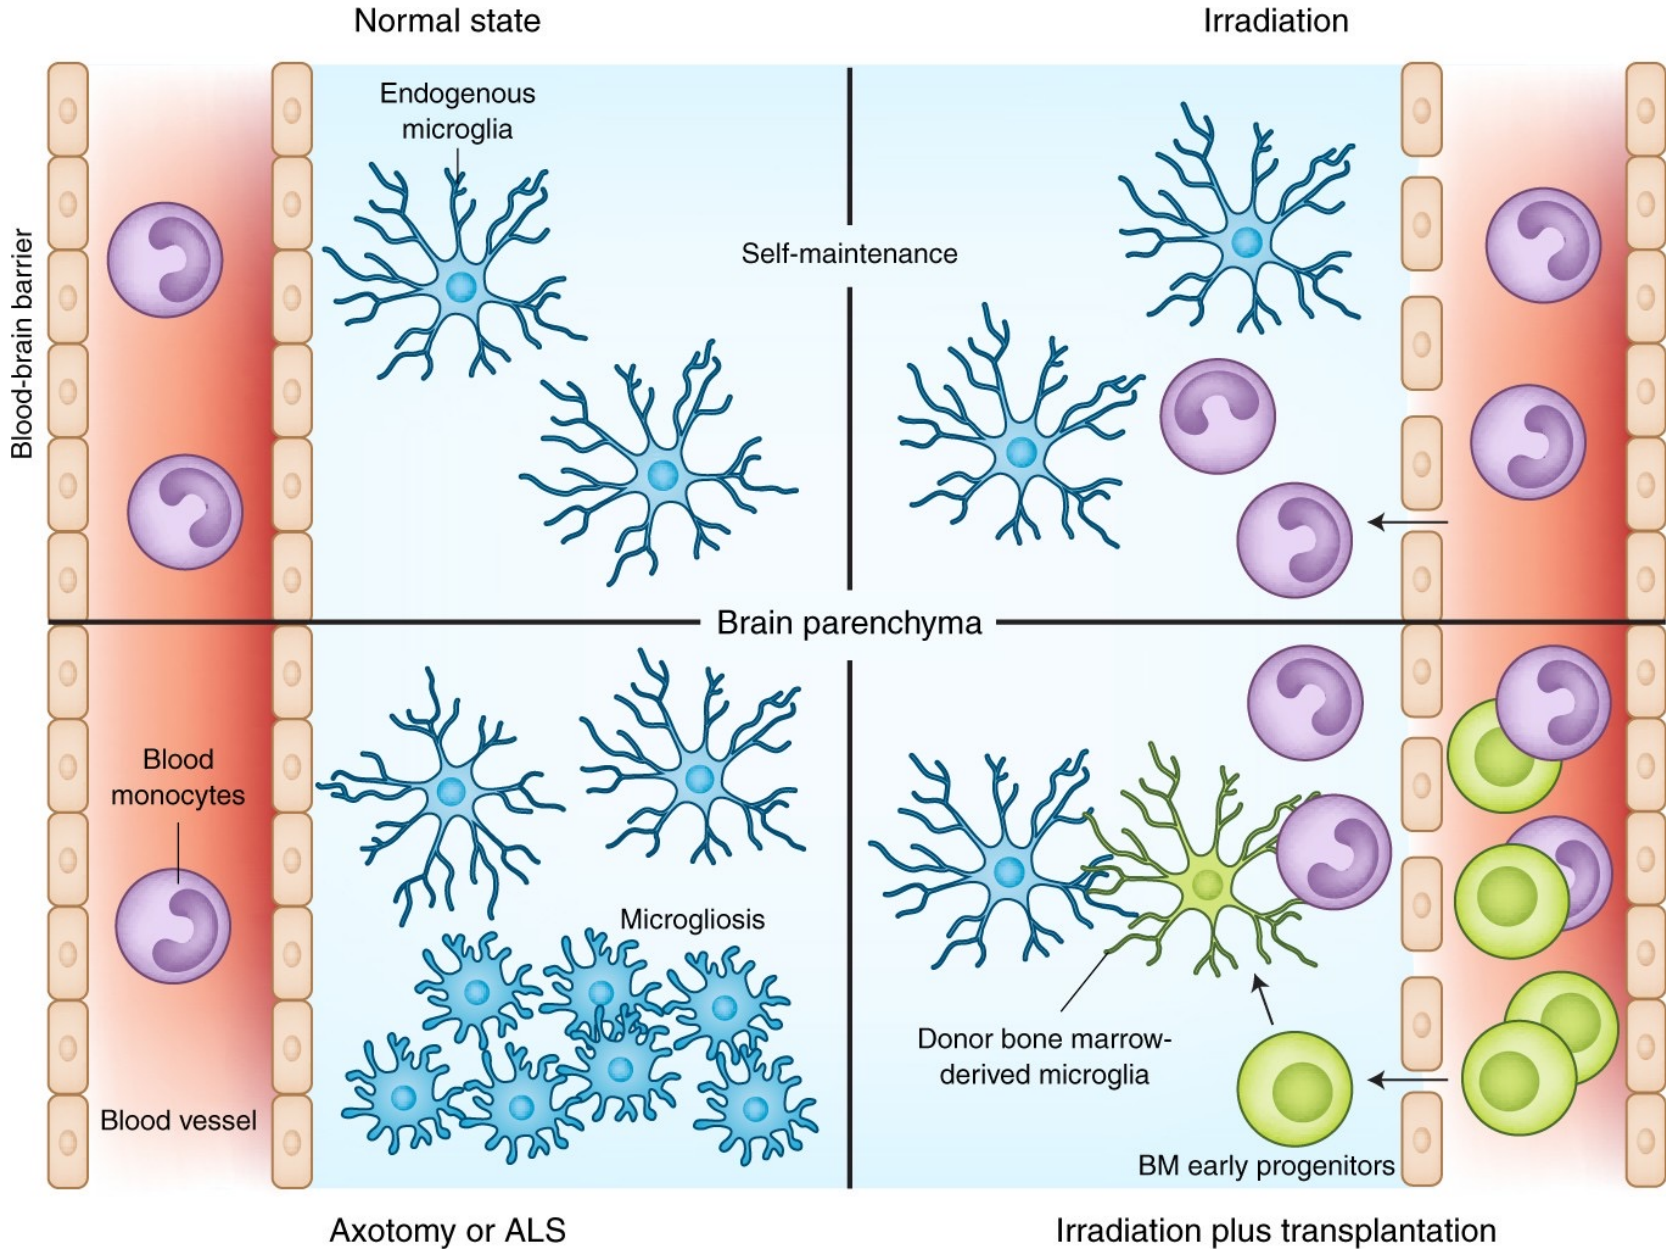 Normal state
Irradiation
Endogenous
microglia
Self-maintenance
Blood-brain barrier
Brain parenchyma
Blood
monocytes
Microgliosis
Donor bone marrow-
derived microglia
Blood vessel
BM early progenitors
Axotomy or ALS
Irradiation plus transplantation